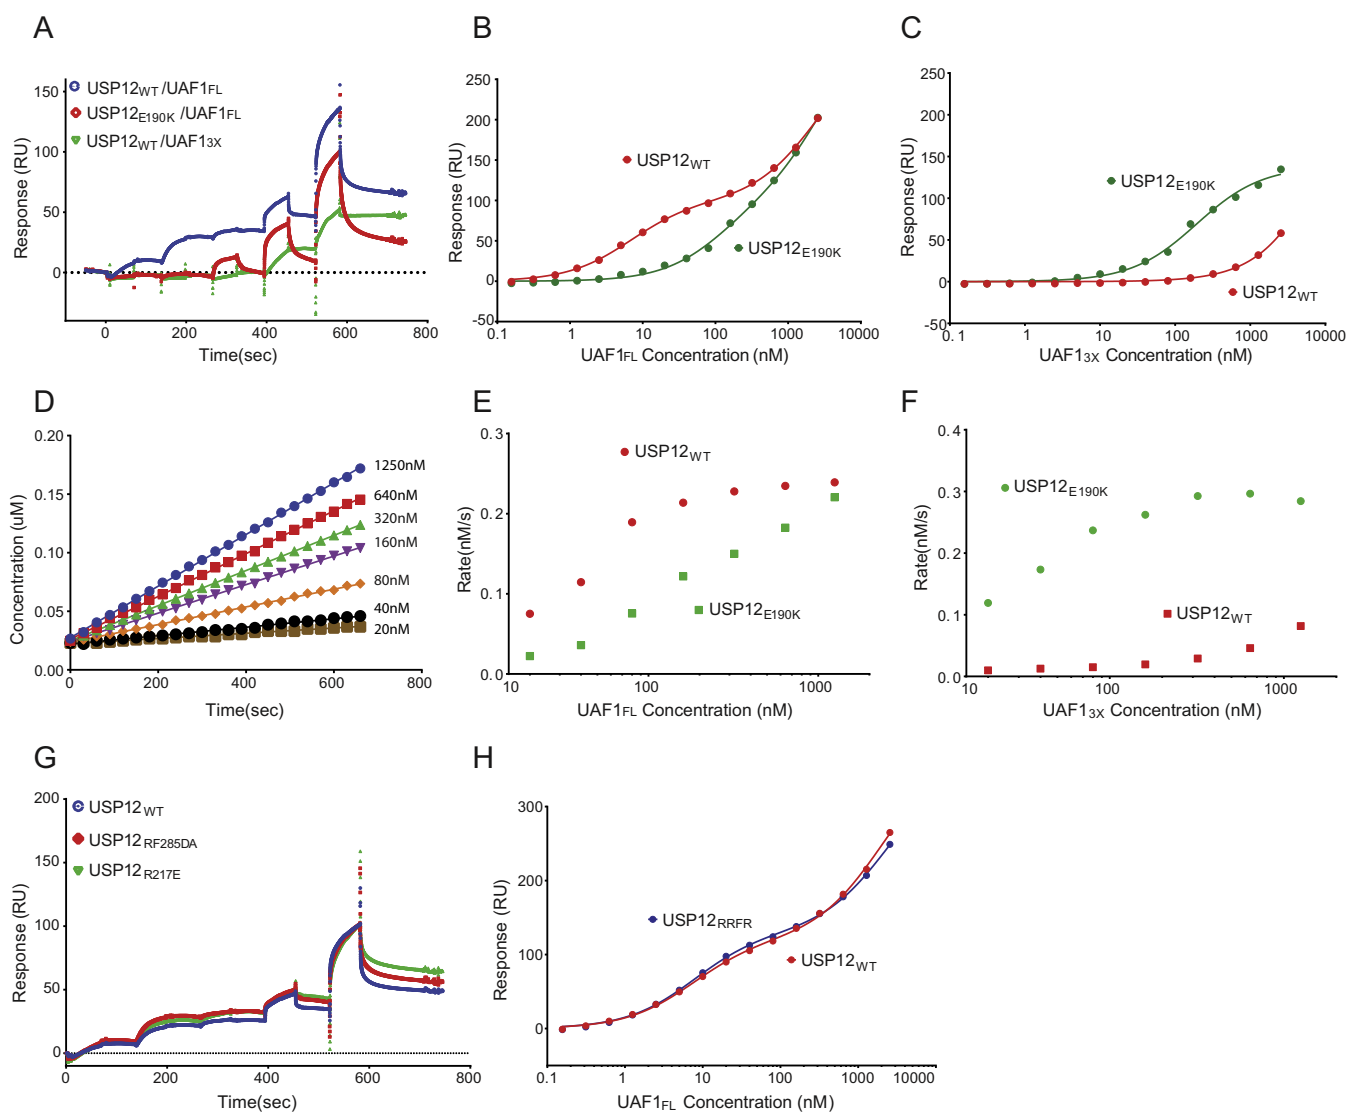 A
USP12WT /UAF1FL
USP12E190K /UAF1FL
USP12WT /UAF13X
Response (RU)
150
100
50
0
0 200 400 600 800
Time(sec)
B
Response (RU)
250
200
150
100
50
0
-50
USP12WT
USP12E190K
0.1 1 10 100 1000 10000
UAF1FL Concentration (nM)
C
Response (RU)
250
200
150
100
50
0
-50
USP12E190K
USP12WT
0.1 1 10 100 1000 10000
UAF13X Concentration (nM)
D
Concentration (uM)
0.20
0.15
0.10
0.05
0.00
1250nM
640nM
320nM
160nM
80nM
40nM
20nM
0 200 400 600 800
Time(sec)
E
Rate(nM/s)
0.3
0.2
0.1
0.0
USP12WT
USP12E190K
10 100 1000
UAF1FL Concentration (nM)
F
Rate(nM/s)
0.4
0.3
0.2
0.1
0.0
USP12E190K
USP12WT
10 100 1000
UAF13X Concentration (nM)
G
USP12WT
USP12RF285DA
USP12R217E
Response (RU)
200
150
100
50
0
0 200 400 600 800
Time(sec)
H
Response (RU)
300
200
100
0
USP12RRFR
USP12WT
0.1 1 10 100 1000 10000
UAF1FL Concentration (nM)